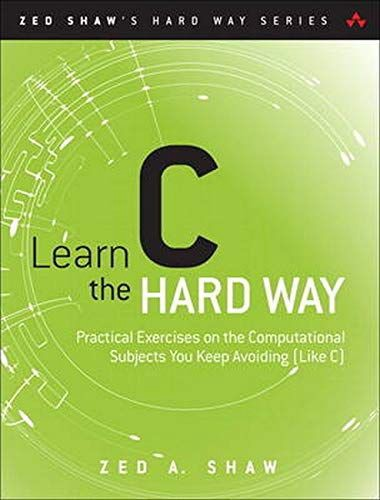 ZED SHAW'S HARD WAY SERIES
Learn C
the HARD WAY
Practical Exercises on the Computational
Subjects You Keep Avoiding (Like C)
ZED A. SHAW